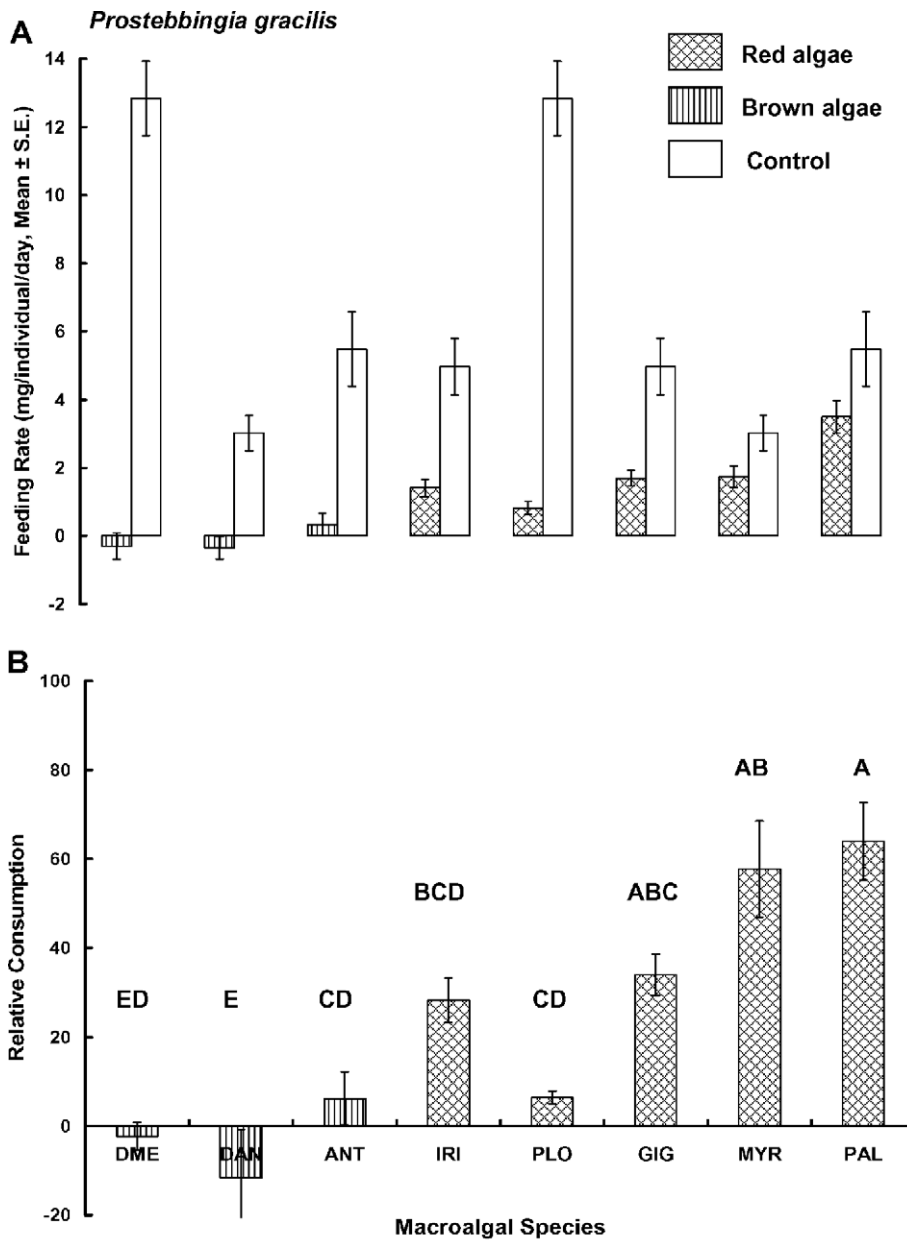 A
Prostebbingia gracilis
Red algae
Brown algae
Control
Feeding Rate (mg/individual/day, Mean ± S.E.)
14
12
10
8
6
4
2
0
-2
B
Relative Consumption
100
80
60
40
20
0
-20
ED
E
CD
BCD
CD
ABC
AB
A
DME
DAN
ANT
IRI
PLO
GIG
MYR
PAL
Macroalgal Species